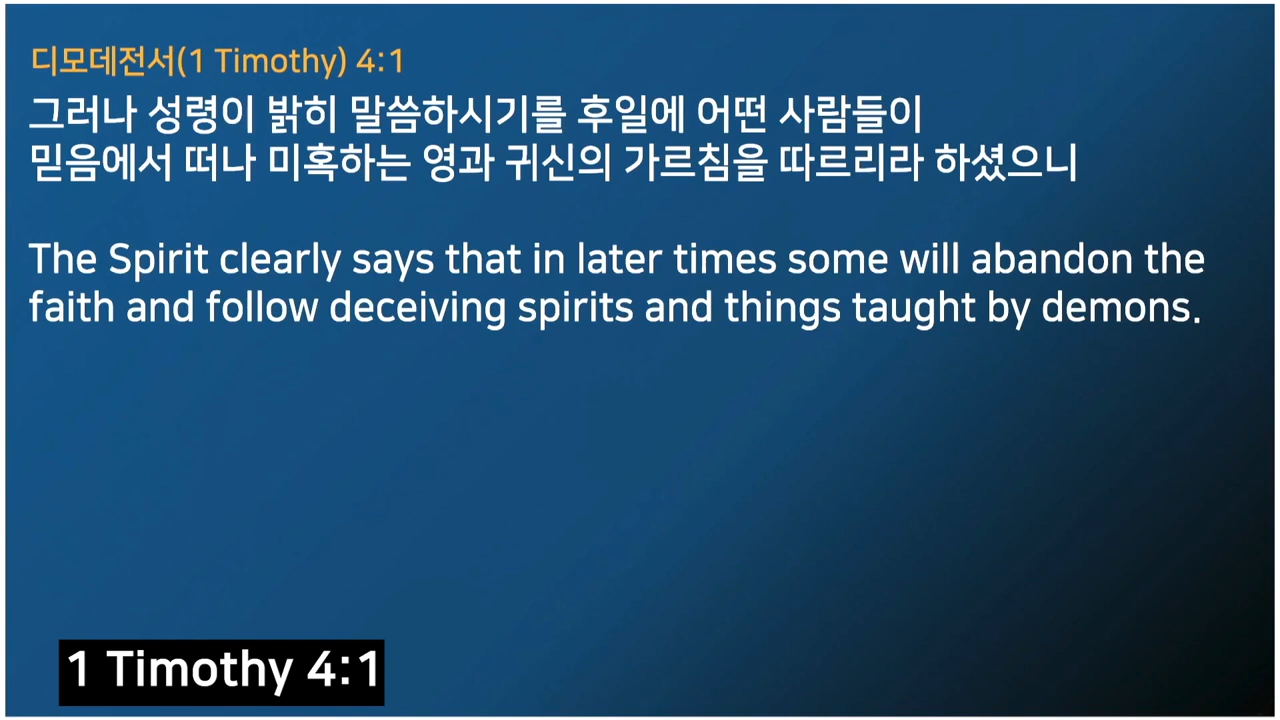 디모데전서(1 Timothy) 4:1
그러나 성령이 밝히 말씀하시기를 후일에 어떤 사람들이
믿음에서 떠나 미혹하는 영과 귀신의 가르침을 따르리라 하셨으니
The Spirit clearly says that in later times some will abandon the
faith and follow deceiving spirits and things taught by demons.
1 Timothy 4:1